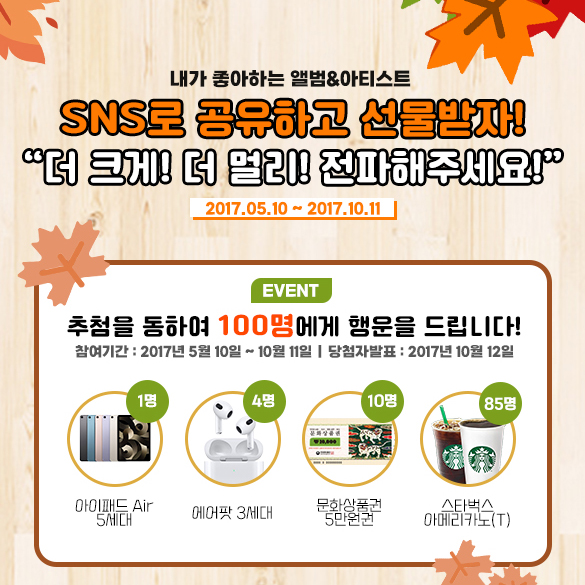 내가 좋아하는 앨범&아티스트
SNS로 공유하고 선물받자!
“더 크게! 더 멀리! 전파해주세요!”
2017.05.10 ~ 2017.10.11
EVENT
추첨을 동하여 100명에게 행운을 드립니다!
참여기간 : 2017년 5월 10일 ~ 10월 11일 | 당첨자발표 : 2017년 10월 12일
1명
4명
10명
85명
문화상품권
아이패드 Air
5세대
에어팟 3세대
문화상품권
5만원권
스타벅스
아메리카노(T)